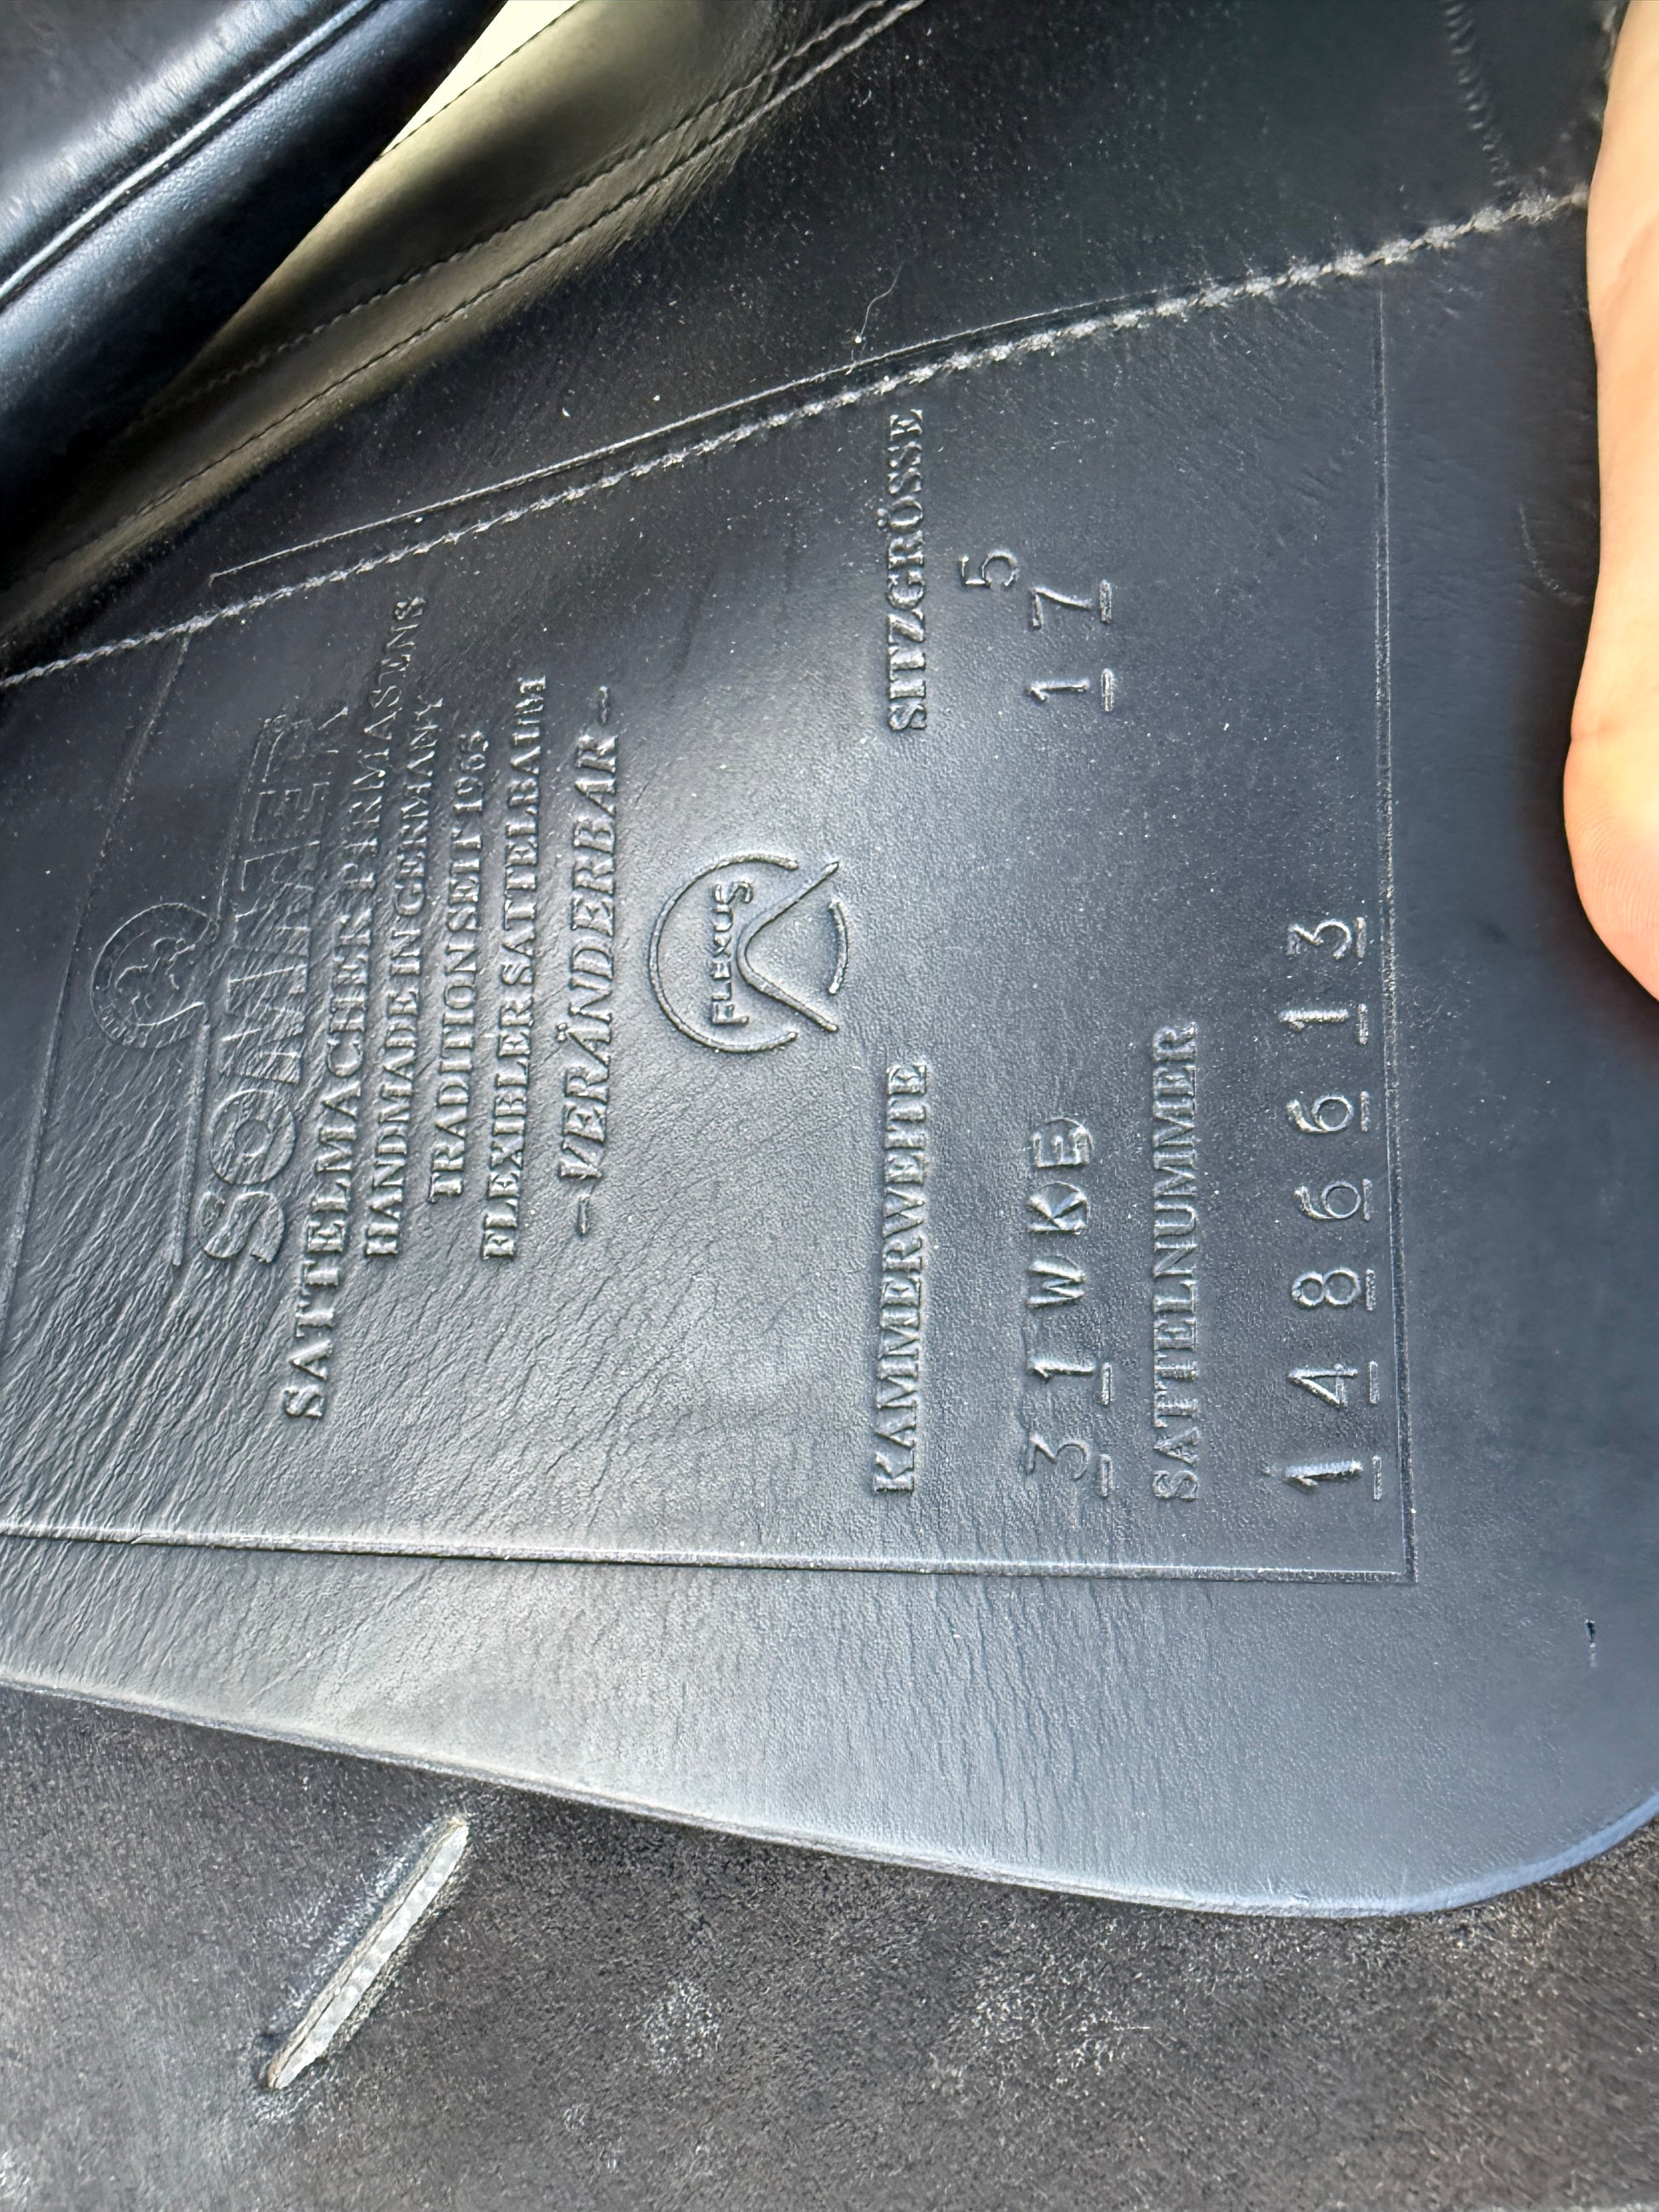 SOMMER
SATTELMACHER PIRMASENS
HANDMADE IN GERMANY
TRADITION SEIT 1965
FLEXIBLER SATTELBAUM
- VERÄNDERBAR -
FLEXUS
KAMMERWEITE SITZGRÖSSE
31WKE 17 5
SATTELNUMMER
1486613